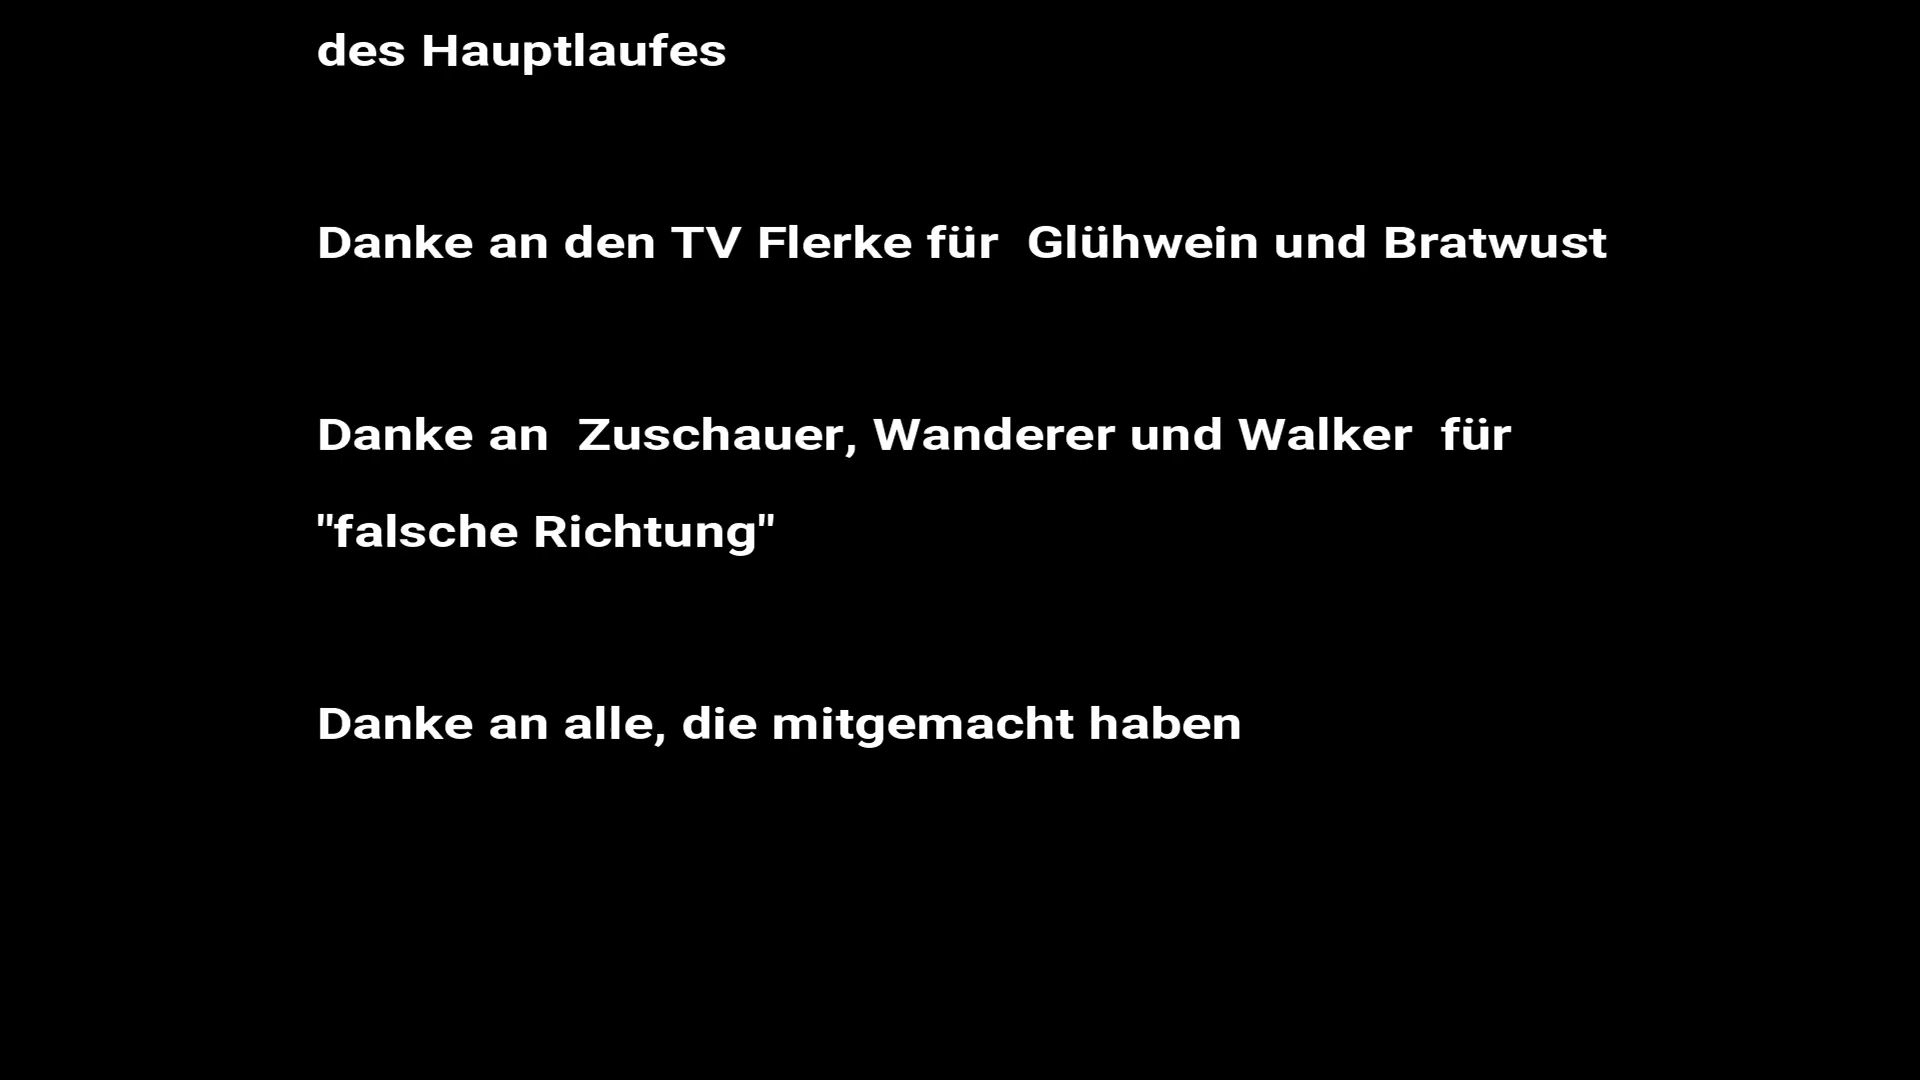 des Hauptlaufes
Danke an den TV Flerke für  Glühwein und Bratwust
Danke an  Zuschauer, Wanderer und Walker  für
"falsche Richtung"
Danke an alle, die mitgemacht haben